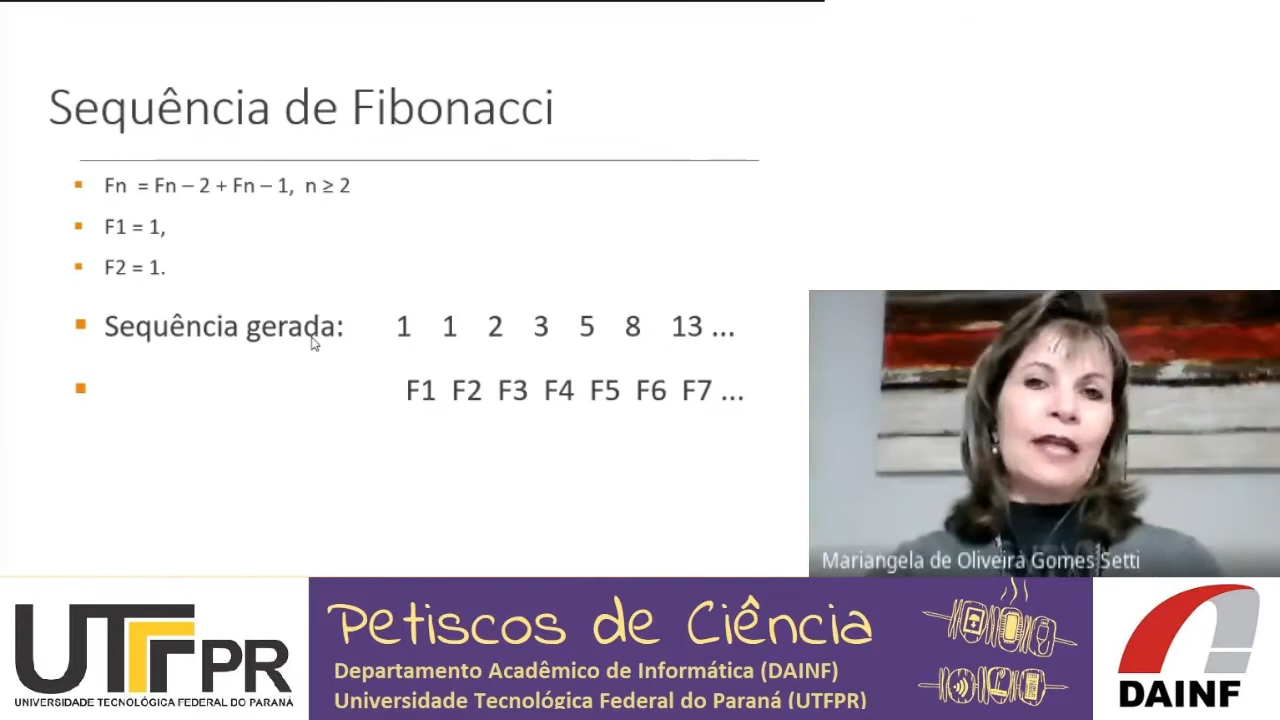 Sequência de Fibonacci
Fn = Fn – 2 + Fn – 1, n ≥ 2
F1 = 1,
F2 = 1.
Sequência gerada: 1 1 2 3 5 8 13 ...
F1 F2 F3 F4 F5 F6 F7 ...
Mariangela de Oliveira Gomes Setti
UTFPR
UNIVERSIDADE TECNOLÓGICA FEDERAL DO PARANÁ
Petiscos de Ciência
Departamento Acadêmico de Informática (DAINF)
Universidade Tecnológica Federal do Paraná (UTFPR)
DAINF